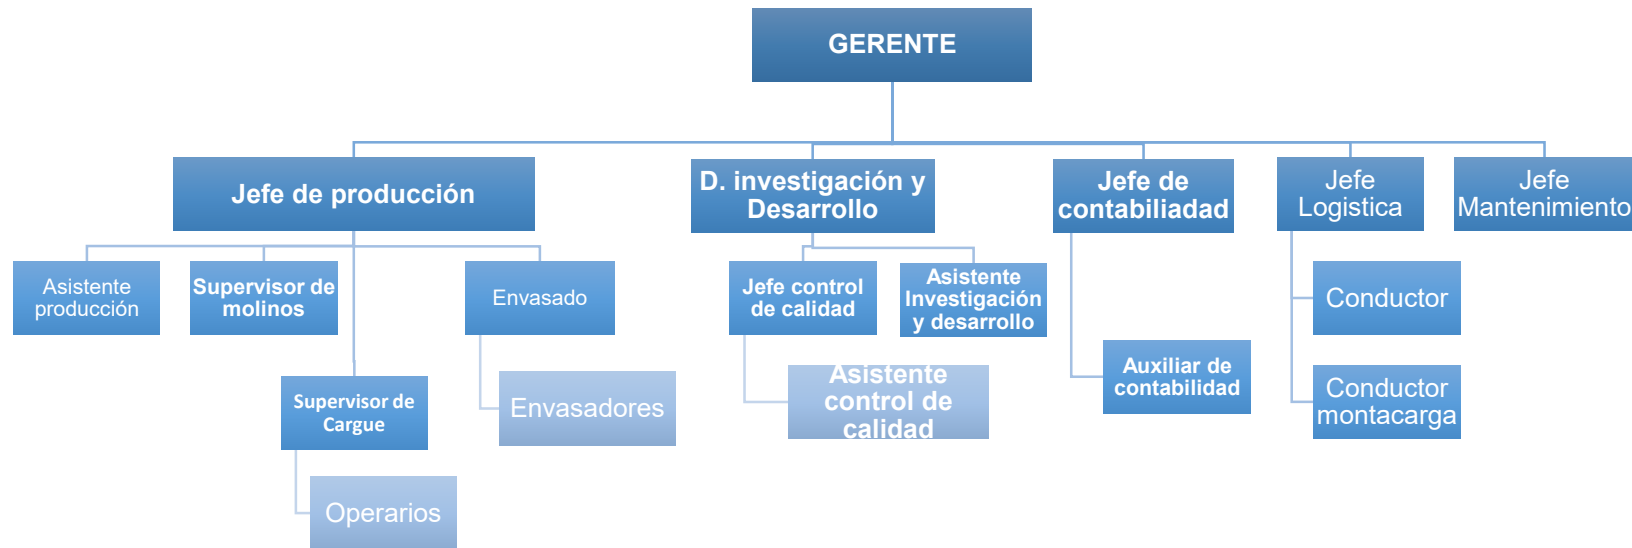 GERENTE
Jefe de producción
D. investigación y
Desarrollo
Jefe de
contabiliadad
Jefe
Logistica
Jefe
Mantenimiento
Asistente
producción
Supervisor de
molinos
Envasado
Jefe control
de calidad
Asistente
Investigación
y desarrollo
Conductor
Supervisor de
Cargue
Envasadores
Asistente
control de
calidad
Auxiliar de
contabilidad
Conductor
montacarga
Operarios